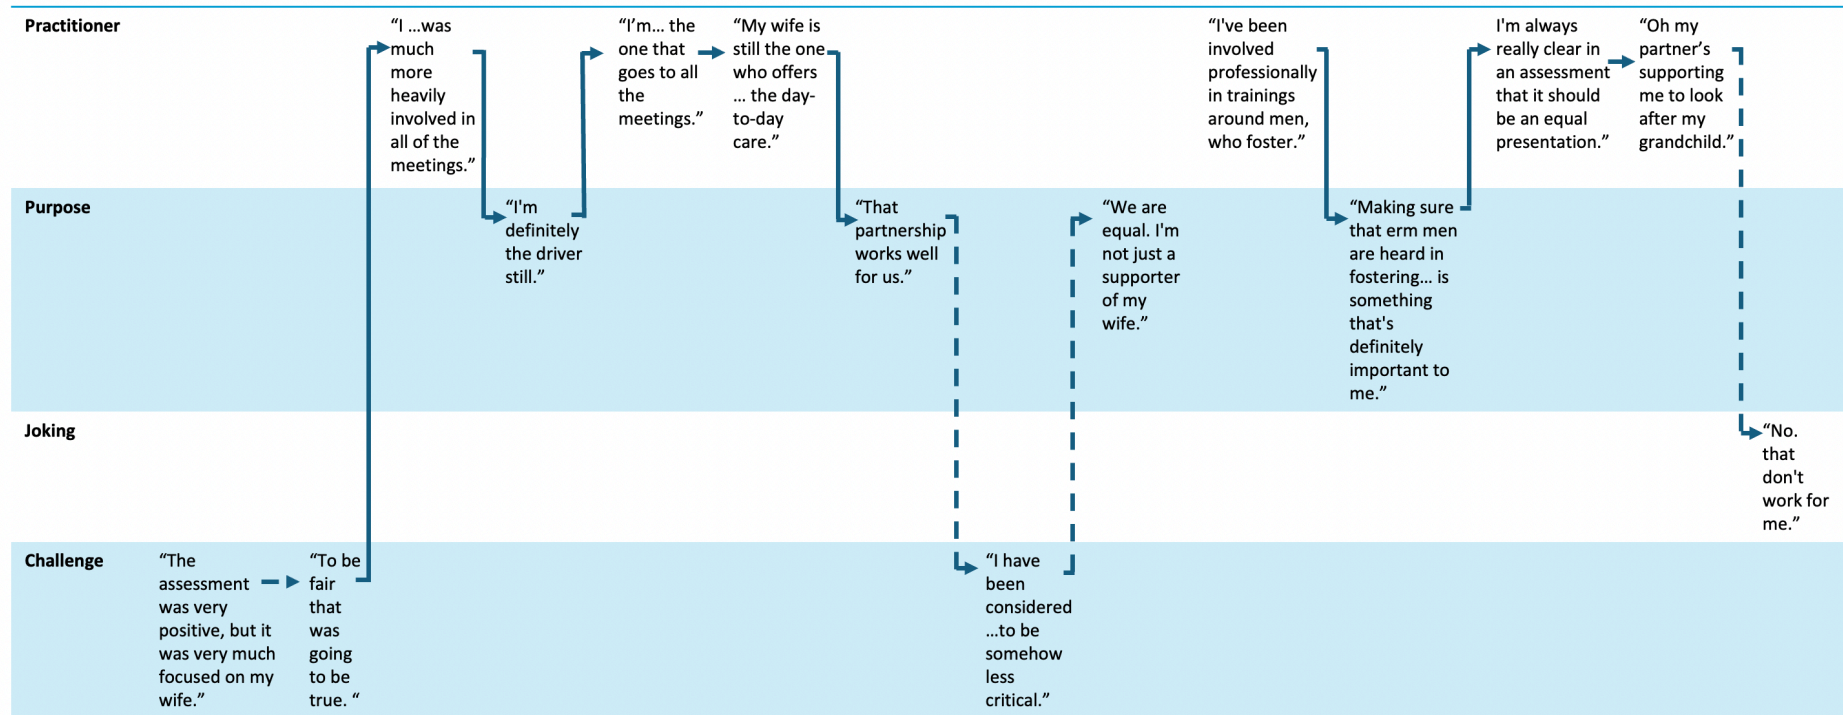 Practitioner
“I ...was
much
more
heavily
involved in
all of the
meetings.”
“I’m... the
one that
goes to all
the
meetings.”
“My wife is
still the one
who offers
... the day-
to-day
care.”
“I've been
involved
professionally
in trainings
around men,
who foster.”
I'm always
really clear in
an assessment
that it should
be an equal
presentation.”
“Oh my
partner’s
supporting
me to look
after my
grandchild.”
Purpose
“I'm
definitely
the driver
still.”
“That
partnership
works well
for us.”
“We are
equal. I'm
not just a
supporter
of my
wife.”
“Making sure
that erm men
are heard in
fostering... is
something
that's
definitely
important to
me.”
Joking
“No.
that
don't
work for
me.”
Challenge
“The
assessment
was very
positive, but it
was very much
focused on my
wife.”
“To be
fair
that
was
going
to be
true. “
“I have
been
considered
...to be
somehow
less
critical.”